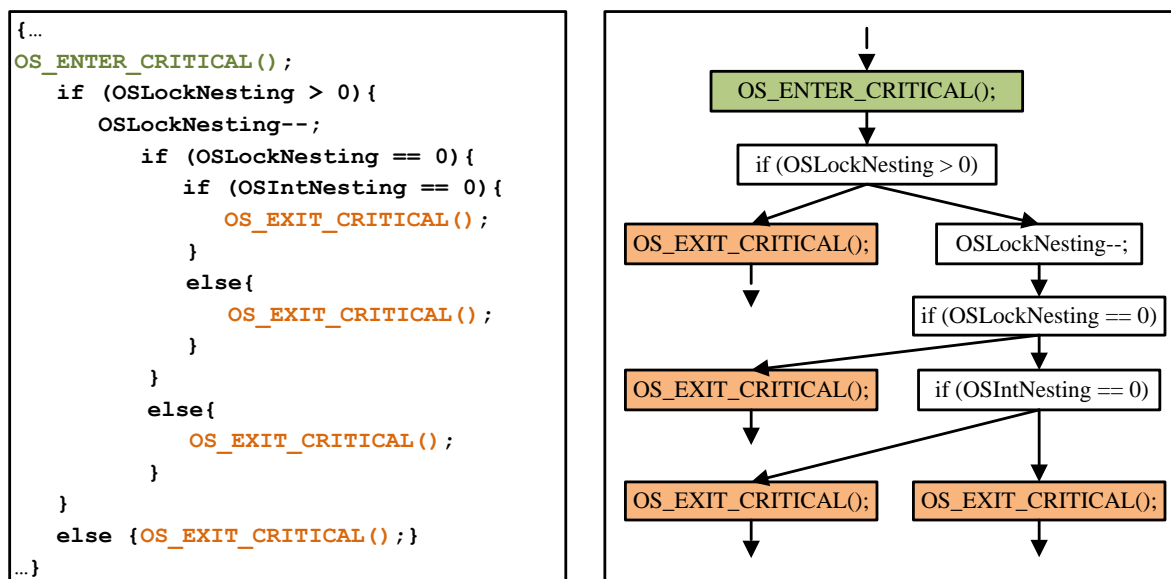 {…
OS_ENTER_CRITICAL();
if (OSLockNesting > 0){
OSLockNesting--;
if (OSLockNesting == 0){
if (OSIntNesting == 0){
OS_EXIT_CRITICAL();
}
else{
OS_EXIT_CRITICAL();
}
}
else{
OS_EXIT_CRITICAL();
}
}
else {OS_EXIT_CRITICAL();}
…}
OS_ENTER_CRITICAL();
if (OSLockNesting > 0)
OS_EXIT_CRITICAL();
OSLockNesting--;
if (OSLockNesting == 0)
OS_EXIT_CRITICAL();
if (OSIntNesting == 0)
OS_EXIT_CRITICAL();
OS_EXIT_CRITICAL();